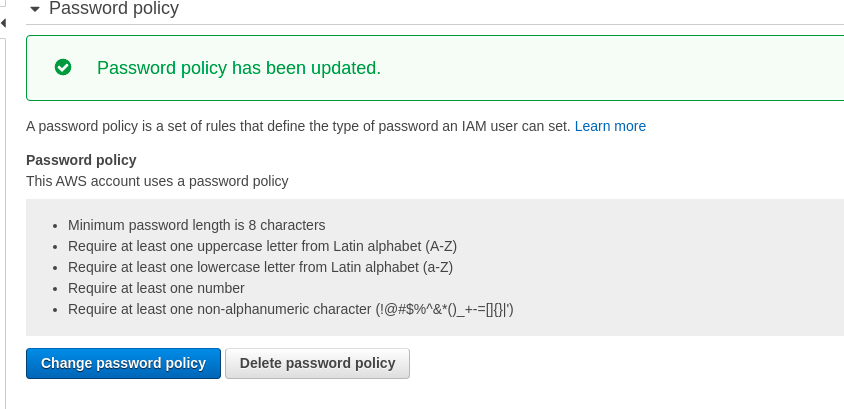 Password policy
Password policy has been updated.
A password policy is a set of rules that define the type of password an IAM user can set. Learn more
Password policy
This AWS account uses a password policy
• Minimum password length is 8 characters
• Require at least one uppercase letter from Latin alphabet (A-Z)
• Require at least one lowercase letter from Latin alphabet (a-Z)
• Require at least one number
• Require at least one non-alphanumeric character (!@#$%^&*()_+-=[]{}|')
Change password policy Delete password policy